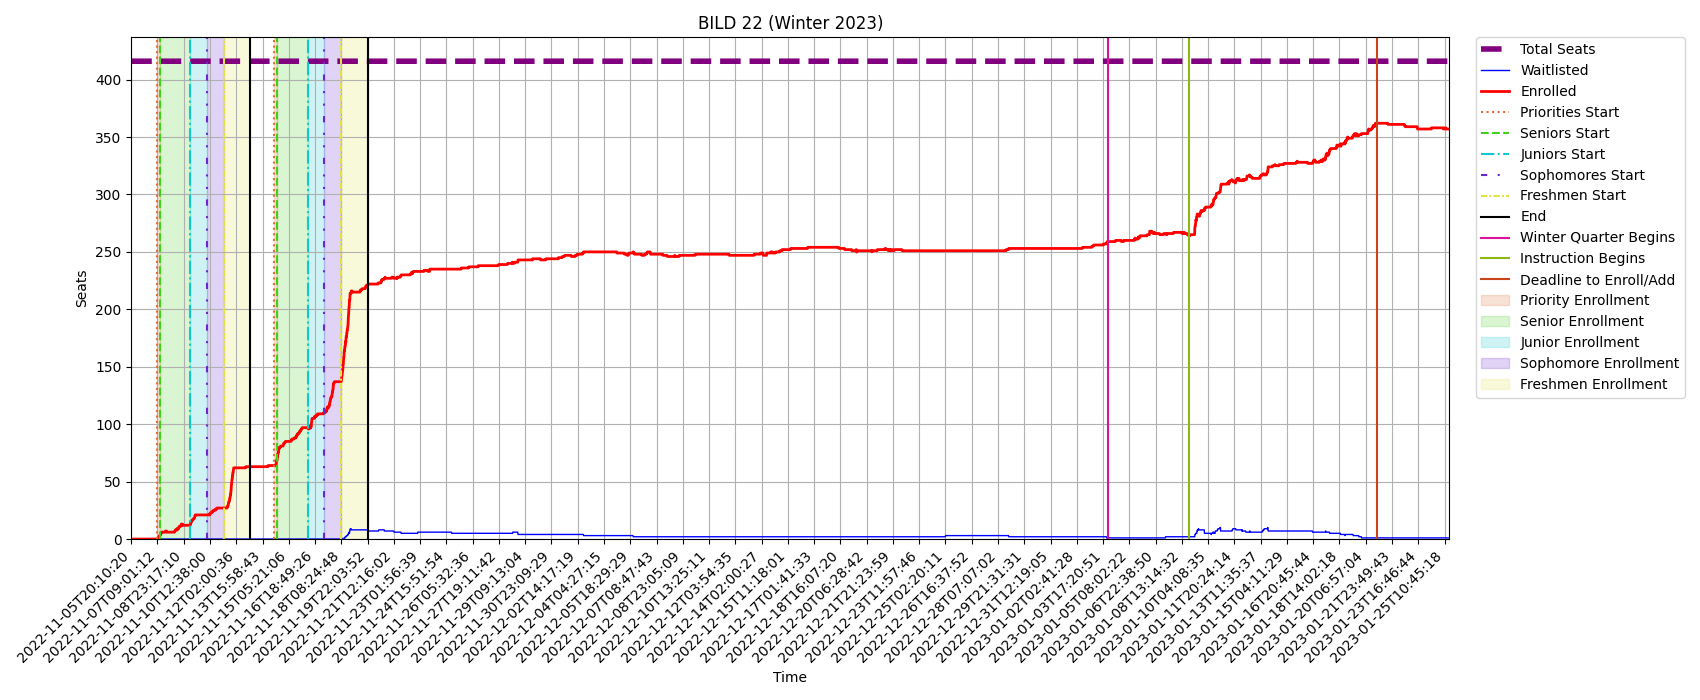 BILD 22 (Winter 2023)
Seats
400
350
300
250
200
150
100
50
0
2022-11-05T20:10:20
2022-11-07T09:01:12
2022-11-08T23:17:10
2022-11-10T12:38:00
2022-11-12T02:00:36
2022-11-13T15:58:43
2022-11-15T05:21:06
2022-11-16T18:49:26
2022-11-18T08:24:48
2022-11-19T22:03:52
2022-11-21T12:16:02
2022-11-23T01:56:39
2022-11-24T15:51:54
2022-11-26T05:32:36
2022-11-27T19:11:42
2022-11-29T09:13:04
2022-11-30T23:09:29
2022-12-02T14:17:19
2022-12-04T04:27:15
2022-12-05T18:29:29
2022-12-07T08:47:43
2022-12-08T23:05:09
2022-12-10T13:25:11
2022-12-12T03:54:35
2022-12-14T02:00:27
2022-12-15T11:18:01
2022-12-17T01:41:33
2022-12-18T16:07:20
2022-12-20T06:28:42
2022-12-21T21:23:59
2022-12-23T11:57:46
2022-12-25T02:20:11
2022-12-26T16:37:52
2022-12-28T07:07:02
2022-12-29T21:31:31
2022-12-31T12:19:05
2023-01-02T02:41:28
2023-01-03T17:20:51
2023-01-05T08:02:22
2023-01-06T22:38:50
2023-01-08T13:14:32
2023-01-10T04:08:35
2023-01-11T20:24:14
2023-01-13T11:35:37
2023-01-15T04:11:29
2023-01-16T20:45:44
2023-01-18T14:02:18
2023-01-20T06:57:04
2023-01-21T23:49:43
2023-01-23T16:46:44
2023-01-25T10:45:18
Time
Total Seats
Waitlisted
Enrolled
Priorities Start
Seniors Start
Juniors Start
Sophomores Start
Freshmen Start
End
Winter Quarter Begins
Instruction Begins
Deadline to Enroll/Add
Priority Enrollment
Senior Enrollment
Junior Enrollment
Sophomore Enrollment
Freshmen Enrollment